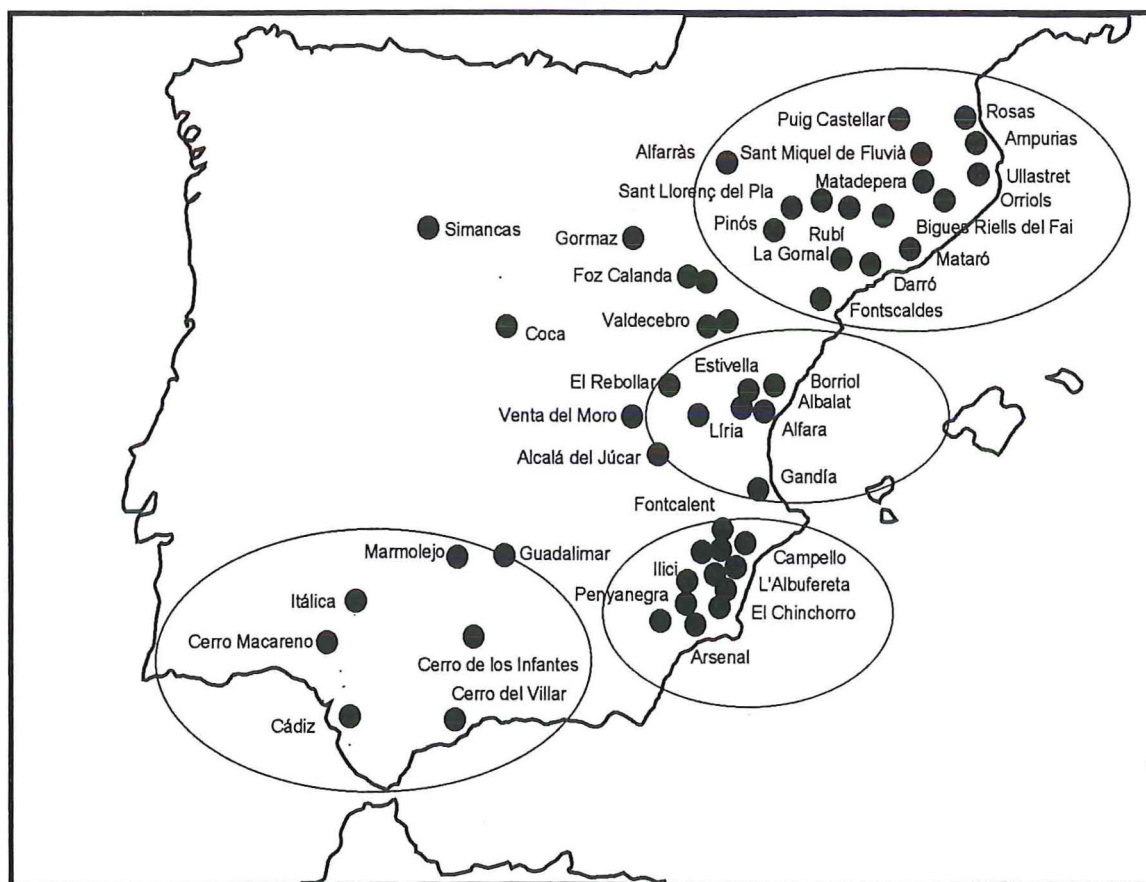 Puig Castellar
Rosas
Ampurias
Alfarràs
Sant Miquel de Fluvià
Ullastret
Sant Llorenç del Pla
Matadepera
Orriols
Pinós
Rubí
Bigues Riells del Fai
La Gornal
Mataró
Darró
Fontscaldes
Simancas
Gormaz
Foz Calanda
Valdecebro
Coca
Estivella
El Rebollar
Borriol
Albalat
Venta del Moro
Líria
Alfara
Alcalá del Júcar
Gandía
Fontcalent
Marmolejo
Guadalimar
Campello
Ilici
L'Albufereta
Penyanegra
El Chinchorro
Itálica
Cerro Macareno
Arsenal
Cerro de los Infantes
Cerro del Villar
Cádiz